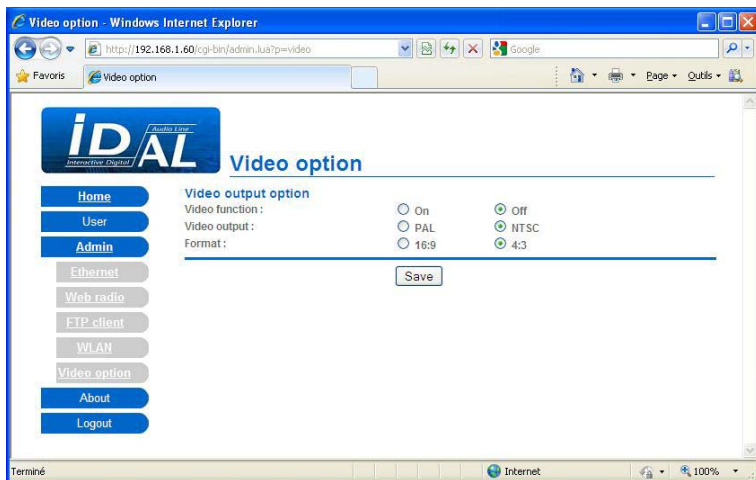 Video option - Windows Internet Explorer
http://192.168.1.60/cgi-bin/admin.lua?p=video
Google
Favoris
Video option
Page
Outils
iDAL
Audio Line
Interactive Digital
Video option
Home
User
Admin
Ethernet
Web radio
FTP client
WLAN
Video option
About
Logout
Video output option
Video function : On Off
Video output : PAL NTSC
Format : 16:9 4:3
Save
Terminé
Internet
100%